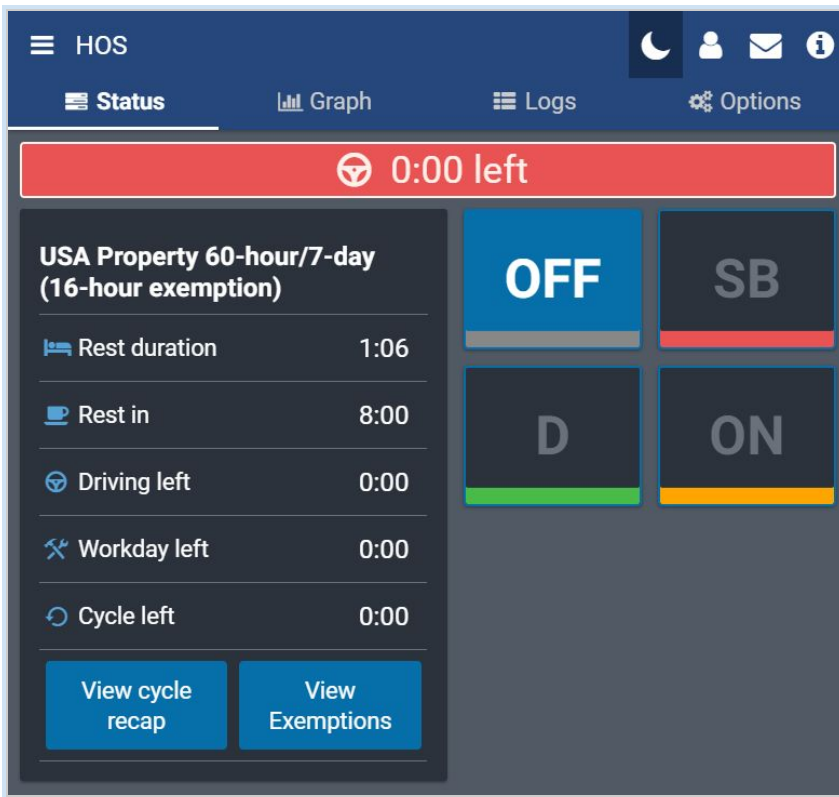 HOS
Status Graph Logs Options
0:00 left
USA Property 60-hour/7-day
(16-hour exemption)
Rest duration 1:06
Rest in 8:00
Driving left 0:00
Workday left 0:00
Cycle left 0:00
View cycle
recap
View
Exemptions
OFF SB
D ON